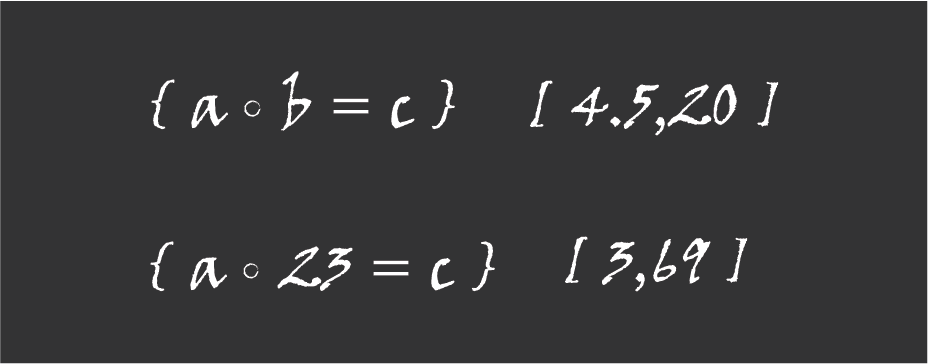 { a ∘ b = c } [ 4.5,20 ]
{ a ∘ 23 = c } [ 3,69 ]